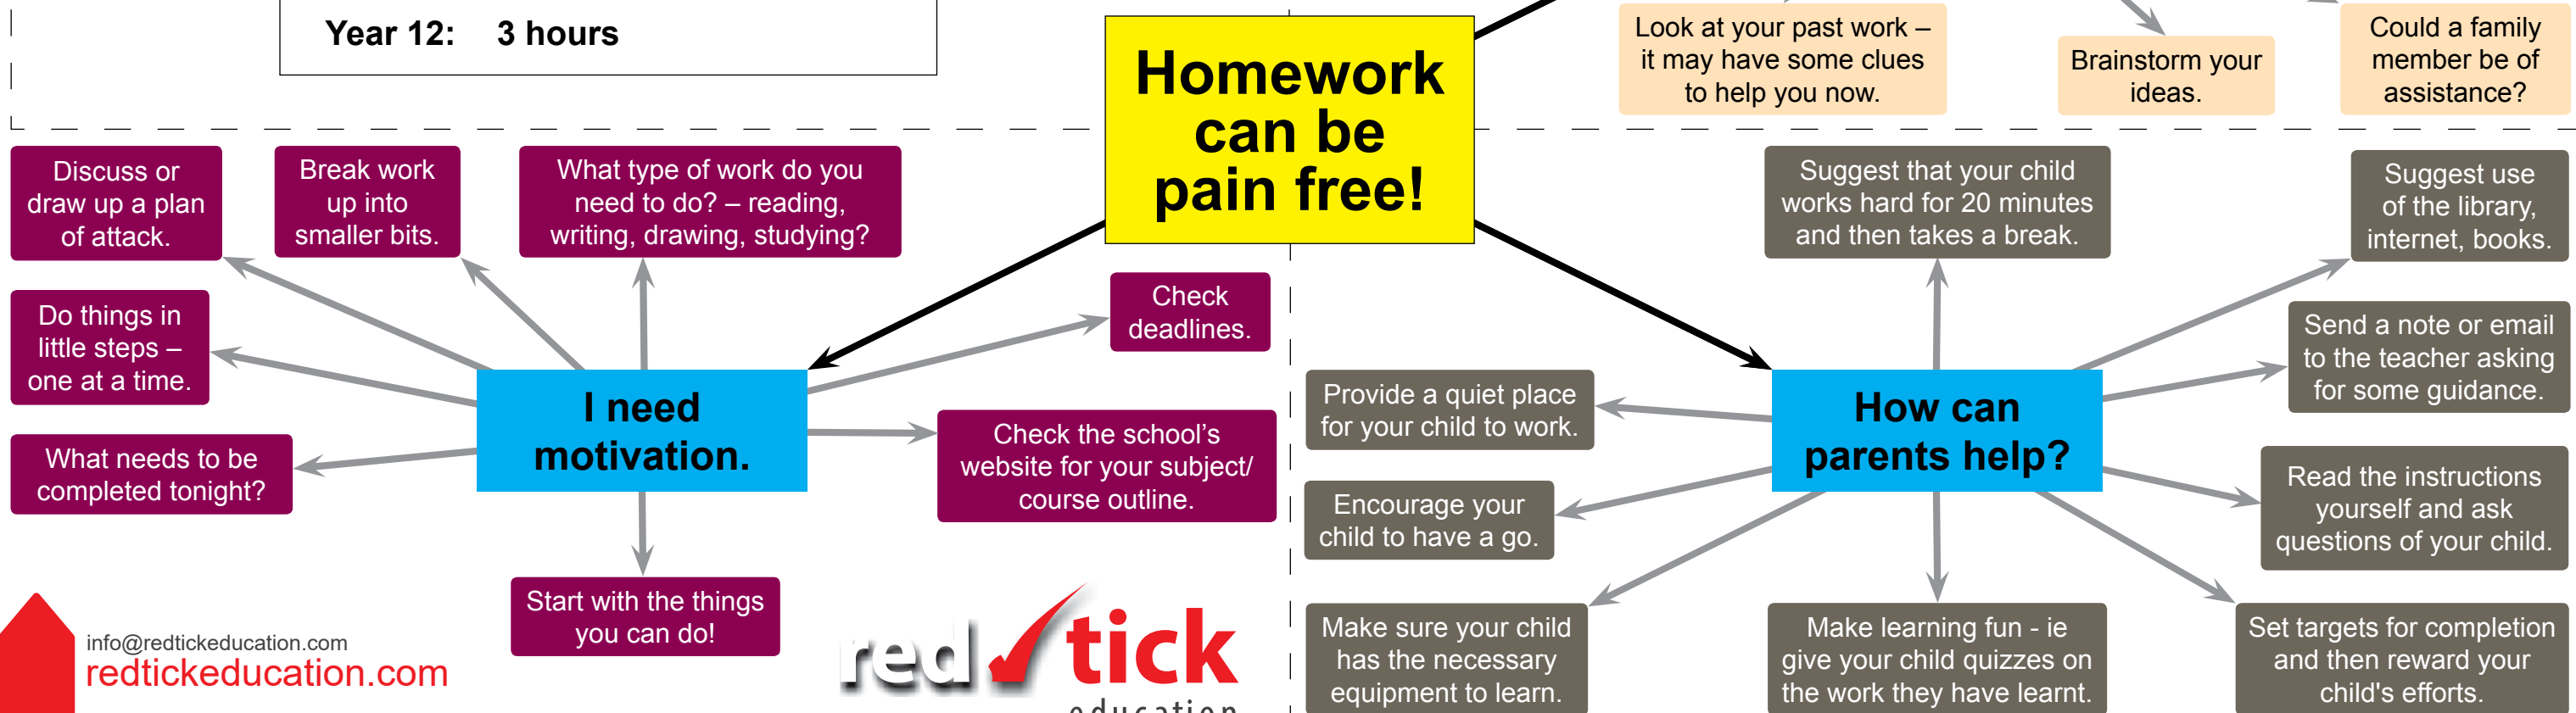 Year 12: 3 hours
Homework
can be
pain free!
Look at your past work –
it may have some clues
to help you now.
Brainstorm your
ideas.
Could a family
member be of
assistance?
Discuss or
draw up a plan
of attack.
Break work
up into
smaller bits.
What type of work do you
need to do? – reading,
writing, drawing, studying?
Do things in
little steps –
one at a time.
Check
deadlines.
I need
motivation.
What needs to be
completed tonight?
Check the school’s
website for your subject/
course outline.
Start with the things
you can do!
Suggest that your child
works hard for 20 minutes
and then takes a break.
Suggest use
of the library,
internet, books.
Send a note or email
to the teacher asking
for some guidance.
Provide a quiet place
for your child to work.
How can
parents help?
Encourage your
child to have a go.
Read the instructions
yourself and ask
questions of your child.
Make sure your child
has the necessary
equipment to learn.
Make learning fun - ie
give your child quizzes on
the work they have learnt.
Set targets for completion
and then reward your
child's efforts.
info@redtickeducation.com
redtickeducation.com
red tick
education